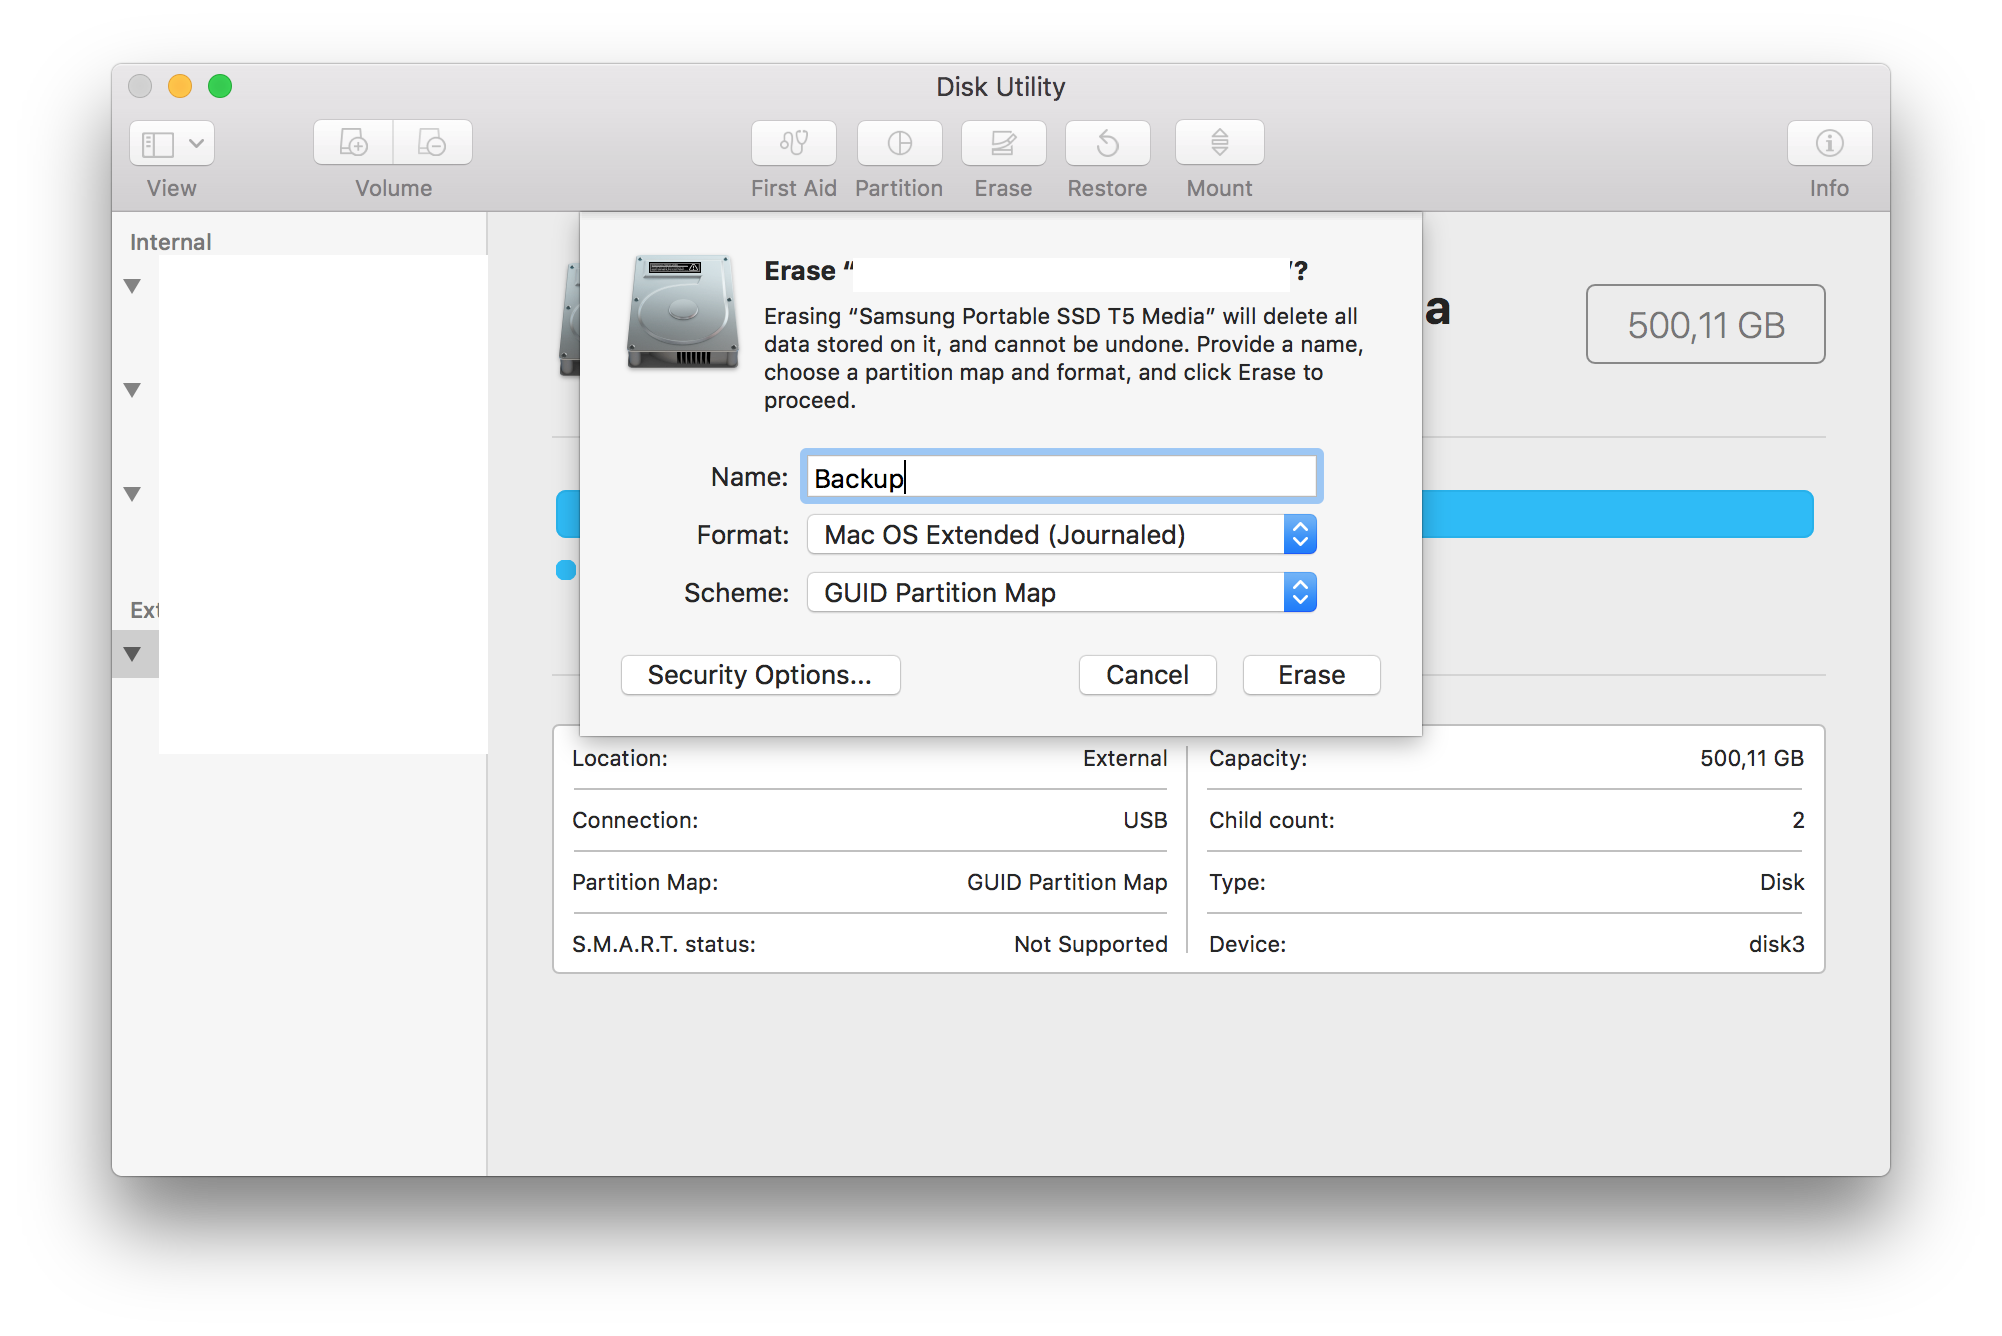 Disk Utility
View
Volume
First Aid
Partition
Erase
Restore
Mount
Info
Internal
Ext
Erase “ ”?
Erasing “Samsung Portable SSD T5 Media” will delete all
data stored on it, and cannot be undone. Provide a name,
choose a partition map and format, and click Erase to
proceed.
a
500,11 GB
Name: Backup
Format: Mac OS Extended (Journaled)
Scheme: GUID Partition Map
Security Options...
Cancel
Erase
Location: External
Capacity: 500,11 GB
Connection: USB
Child count: 2
Partition Map: GUID Partition Map
Type: Disk
S.M.A.R.T. status: Not Supported
Device: disk3